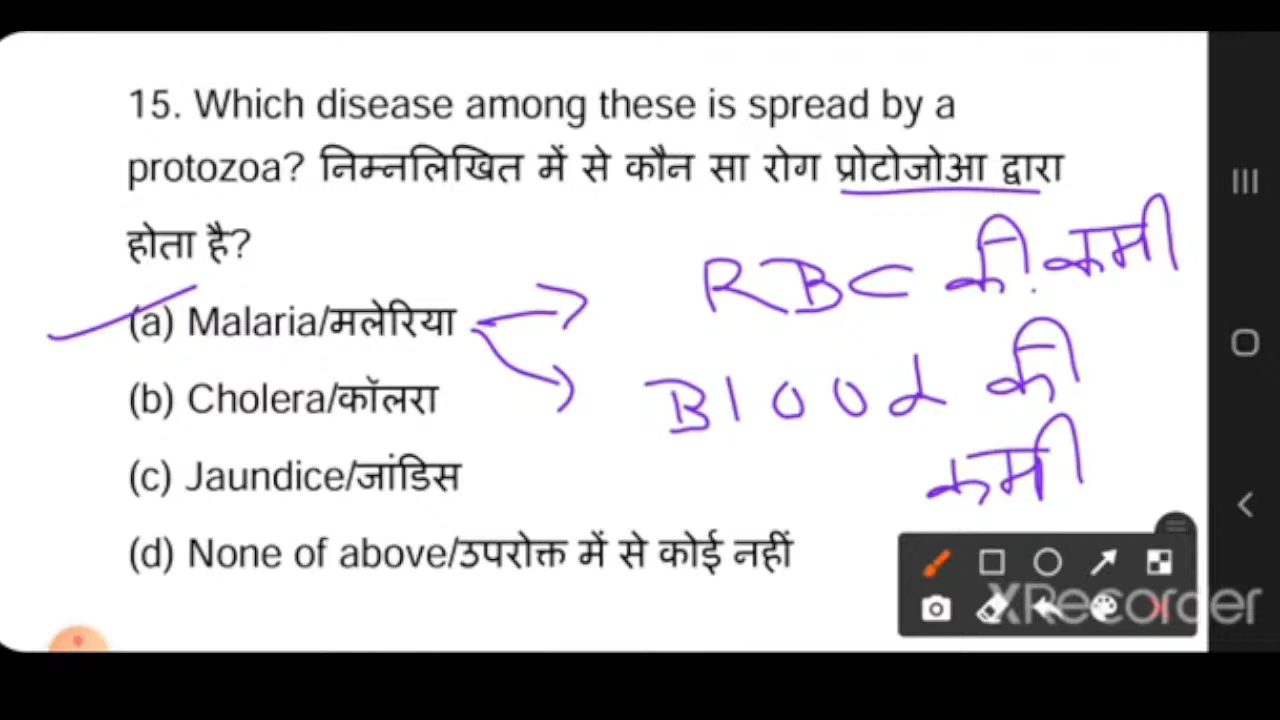 15. Which disease among these is spread by a
protozoa? निम्नलिखित में से कौन सा रोग प्रोटोजोआ द्वारा
होता है?
RBC की कमी
(a) Malaria/मलेरिया
Blood की
कमी
(b) Cholera/कॉलरा
(c) Jaundice/जांडिस
(d) None of above/उपरोक्त में से कोई नहीं
XRecorder